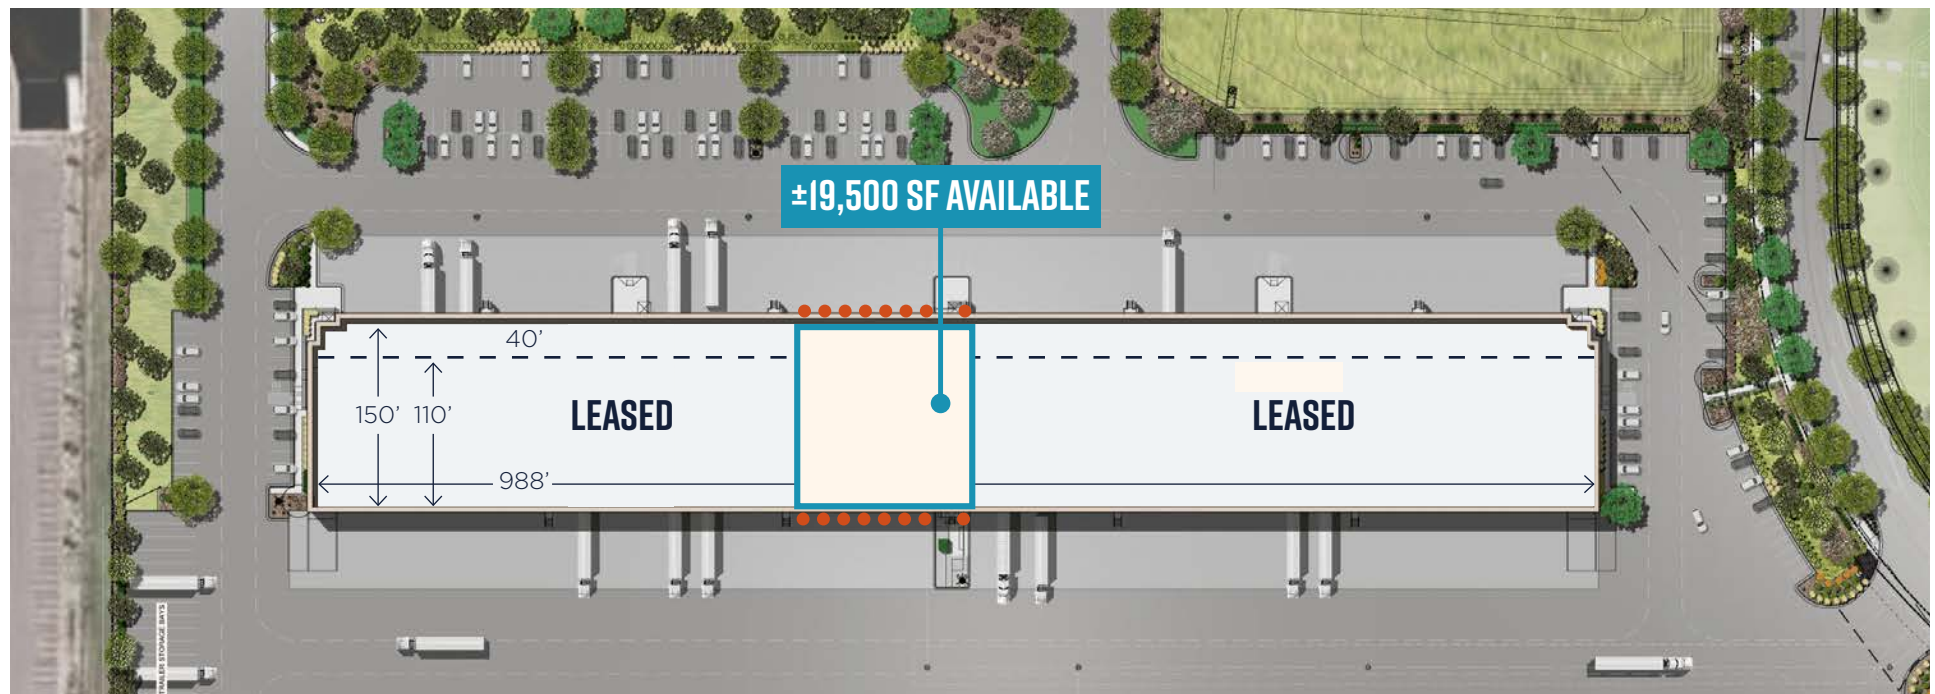 ±19,500 SF AVAILABLE
40’
150’ 110’
LEASED
LEASED
988’
TRAILER STORAGE BAYS